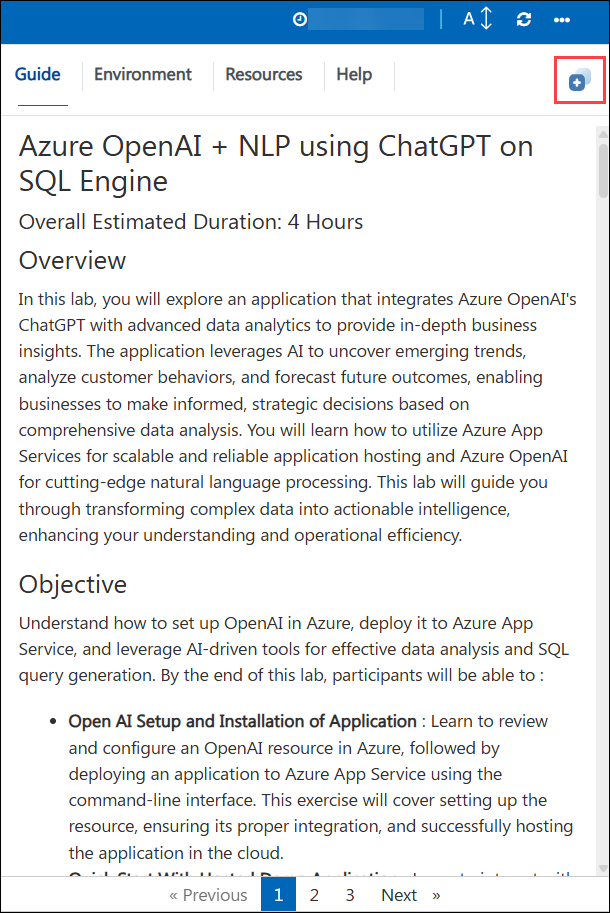 A
Guide Environment Resources Help
Azure OpenAI + NLP using ChatGPT on
SQL Engine
Overall Estimated Duration: 4 Hours
Overview
In this lab, you will explore an application that integrates Azure OpenAI's
ChatGPT with advanced data analytics to provide in-depth business
insights. The application leverages AI to uncover emerging trends,
analyze customer behaviors, and forecast future outcomes, enabling
businesses to make informed, strategic decisions based on
comprehensive data analysis. You will learn how to utilize Azure App
Services for scalable and reliable application hosting and Azure OpenAI
for cutting-edge natural language processing. This lab will guide you
through transforming complex data into actionable intelligence,
enhancing your understanding and operational efficiency.
Objective
Understand how to set up OpenAI in Azure, deploy it to Azure App
Service, and leverage AI-driven tools for effective data analysis and SQL
query generation. By the end of this lab, participants will be able to :
• Open AI Setup and Installation of Application : Learn to review
and configure an OpenAI resource in Azure, followed by
deploying an application to Azure App Service using the
command-line interface. This exercise will cover setting up the
resource, ensuring its proper integration, and successfully hosting
the application in the cloud.
« Previous 1 2 3 Next »